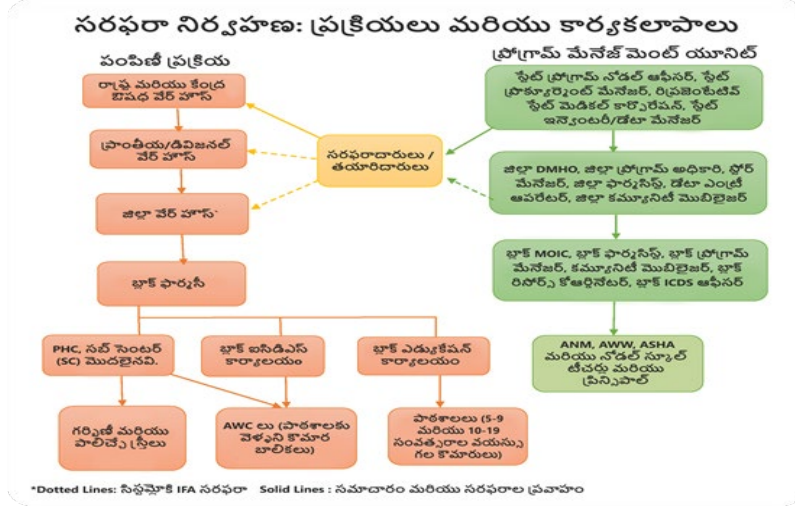 సరఫరా నిర్వహణ: ప్రక్రియలు మరియు కార్యకలాపాలు
పంపిణీ ప్రక్రియ
ప్రోగ్రామ్ మేనేజ్‌మెంట్ యూనిట్
రాష్ట్ర మరియు కేంద్ర
ఔషధ వేర్ హౌస్
ప్రాంతీయ/డివిజనల్
వేర్ హౌస్
జిల్లా వేర్ హౌస్`
బ్లాక్ ఫార్మసీ
సరఫరాదారులు /
తయారీదారులు
స్టేట్ ప్రోగ్రామ్ నోడల్ ఆఫీసర్, స్టేట్
ప్రొక్యూర్మెంట్ మేనేజర్, రిప్రజెంటేటివ్
స్టేట్ మెడికల్ కార్పొరేషన్, స్టేట్
ఇన్వెంటరీ/డేటా మేనేజర్
జిల్లా DMHO, జిల్లా ప్రోగ్రామ్ అధికారి, స్టోర్
మేనేజర్, జిల్లా ఫార్మసిస్ట్, డేటా ఎంట్రీ
ఆపరేటర్, జిల్లా కమ్యూనిటీ మొబిలైజర్
బ్లాక్ MOIC, బ్లాక్ ఫార్మసిస్ట్, బ్లాక్ ప్రోగ్రామ్
మేనేజర్, కమ్యూనిటీ మొబిలైజర్, బ్లాక్
రిసోర్స్ కోఆర్డినేటర్, బ్లాక్ ICDS ఆఫీసర్
ANM, AWW, ASHA
మరియు నోడల్ స్కూల్
టీచర్లు మరియు
ప్రిన్సిపాల్
PHC, సబ్ సెంటర్
(SC) మొదలైనవి.
బ్లాక్ ఐసిడిఎస్
కార్యాలయం
బ్లాక్ ఎడ్యుకేషన్
కార్యాలయం
గర్భిణీ మరియు
పాలిచ్చే స్త్రీలు
AWC లు (పాఠశాలకు
వెళ్ళని కౌమార
బాలికలు)
పాఠశాలలు (5-9
మరియు 10-19
సంవత్సరాల వయస్సు
గల కౌమారులు)
*Dotted Lines: సిస్టమ్లోకి IFA సరఫరా Solid Lines : సమాచారం మరియు సరఫరాల ప్రవాహం